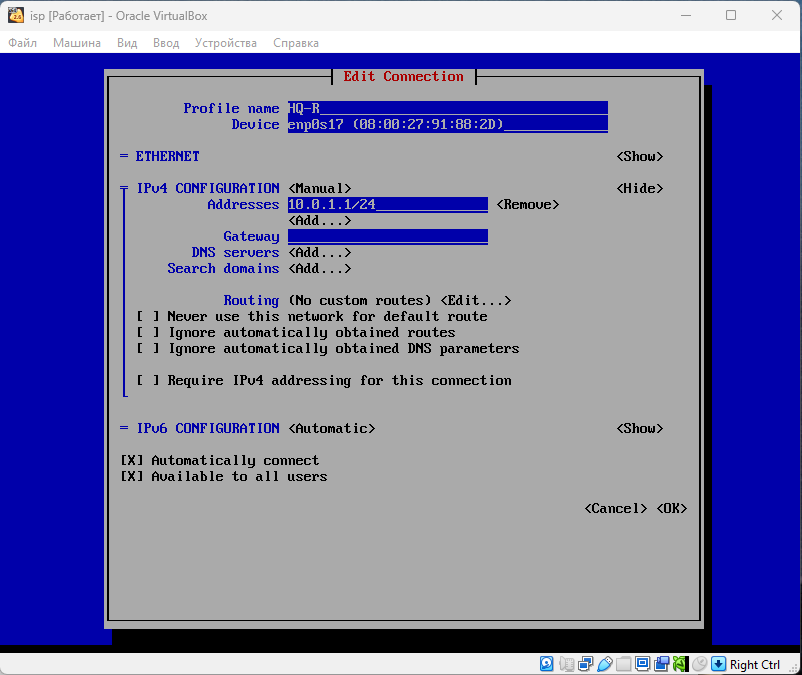 isp [Работает] - Oracle VirtualBox
Файл Машина Вид Ввод Устройства Справка
Edit Connection
Profile name HQ-R
Device enp0s17 (08:00:27:91:88:2D)
= ETHERNET <Show>
= IPv4 CONFIGURATION <Manual> <Hide>
Addresses 10.0.1.1/24 <Remove>
<Add...>
Gateway
DNS servers <Add...>
Search domains <Add...>
Routing (No custom routes) <Edit...>
[ ] Never use this network for default route
[ ] Ignore automatically obtained routes
[ ] Ignore automatically obtained DNS parameters
[ ] Require IPv4 addressing for this connection
= IPv6 CONFIGURATION <Automatic> <Show>
[X] Automatically connect
[X] Available to all users
<Cancel> <OK>
Right Ctrl